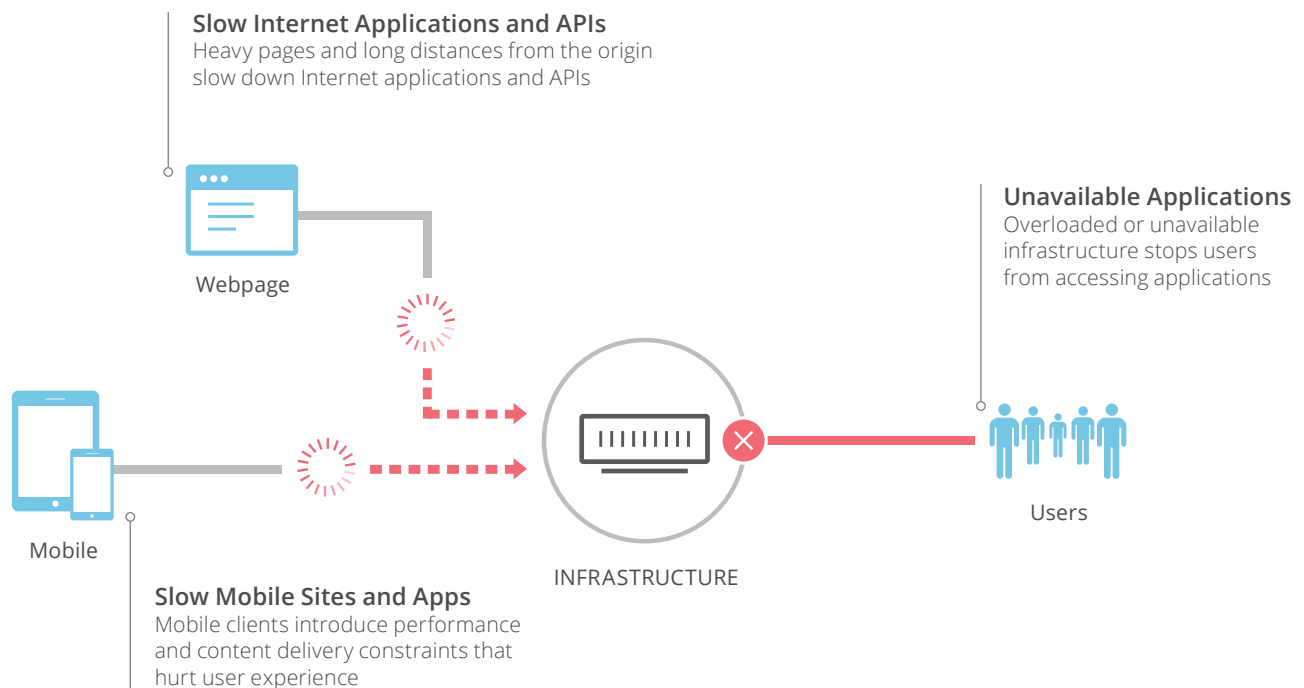 Slow Internet Applications and APIs
Heavy pages and long distances from the origin
slow down Internet applications and APIs
Webpage
Unavailable Applications
Overloaded or unavailable
infrastructure stops users
from accessing applications
Mobile
Users
INFRASTRUCTURE
Slow Mobile Sites and Apps
Mobile clients introduce performance
and content delivery constraints that
hurt user experience